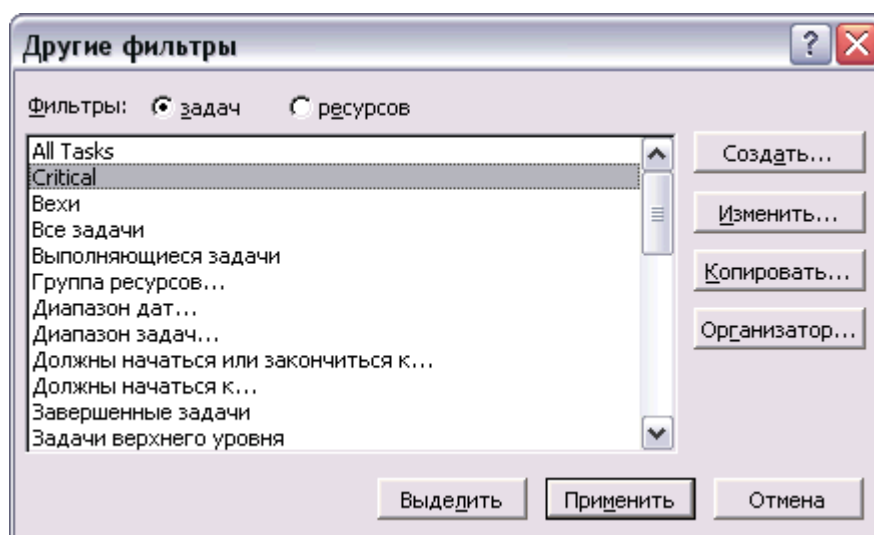 Другие фильтры
Фильтры: задач ресурсов
All Tasks
Critical
Вехи
Все задачи
Выполняющиеся задачи
Группа ресурсов...
Диапазон дат...
Диапазон задач...
Должны начаться или закончиться к...
Должны начаться к...
Завершенные задачи
Задачи верхнего уровня
Создать...
Изменить...
Копировать...
Организатор...
Выделить Применить Отмена